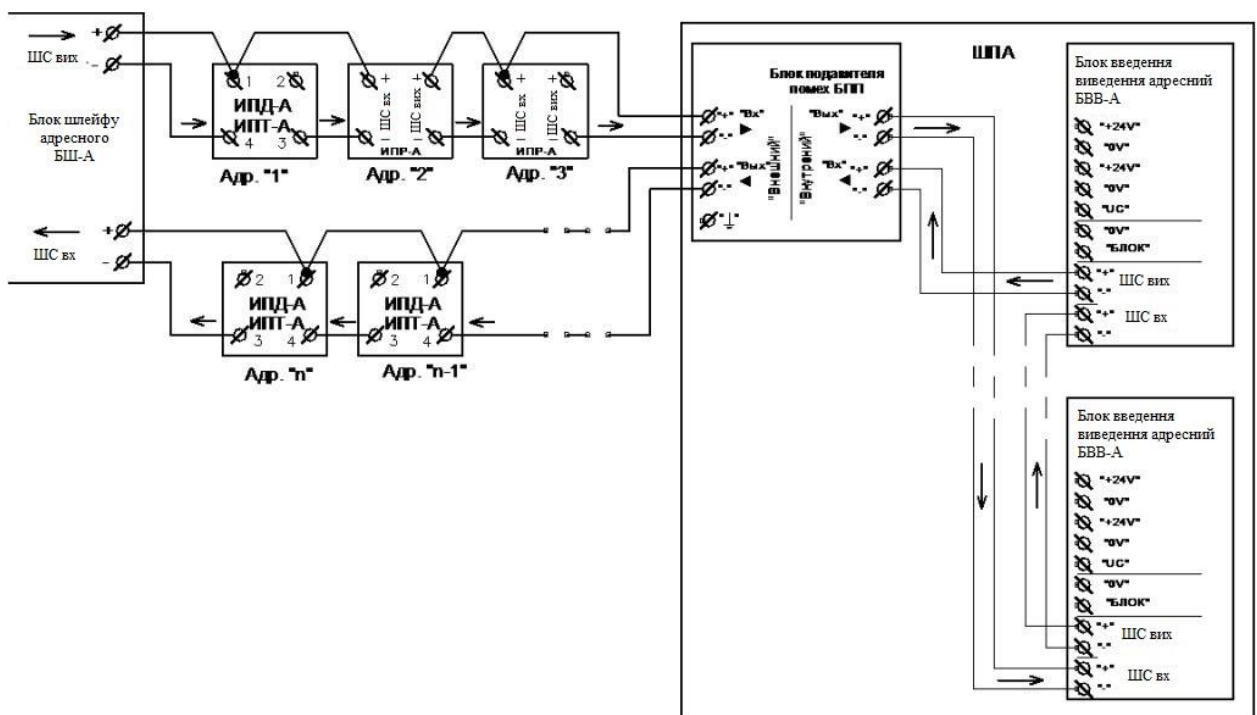 ШС вих
+
-
Блок шлейфу
адресного
БШ-А
+
ШС вх
-
1 2
ИПД-А
ИПТ-А
4 3
Адр. "1"
+ +
ШС вх
ШС вих
- -
ИПР-А
Адр. "2"
+ +
ШС вх
ШС вих
- -
ИПР-А
Адр. "3"
2 1
ИПД-А
ИПТ-А
3 4
Адр. "n"
2 1
ИПД-А
ИПТ-А
3 4
Адр. "n-1"
ШПА
Блок подавителя
помех БПП
"+" "Вх"
"-"
"+" "Вых"
"-"
"⏚"
"Внешний"
"Внутрений"
"Вых" "+"
"-"
"Вх" "+"
"-"
Блок введення
виведення адресний
БВВ-А
"+24V"
"0V"
"+24V"
"0V"
"UC"
"0V"
"БЛОК"
"+" ШС вих
"-"
"+" ШС вх
"-"
Блок введення
виведення адресний
БВВ-А
"+24V"
"0V"
"+24V"
"0V"
"UC"
"0V"
"БЛОК"
"+" ШС вих
"-"
"+" ШС вх
"-"